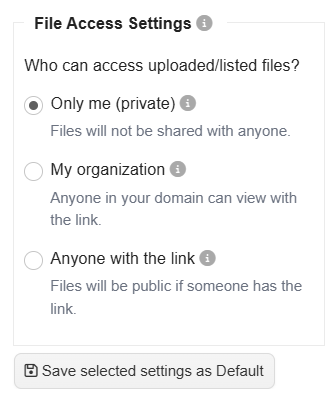 File Access Settings
Who can access uploaded/listed files?
Only me (private)
Files will not be shared with anyone.
My organization
Anyone in your domain can view with
the link.
Anyone with the link
Files will be public if someone has the
link.
Save selected settings as Default